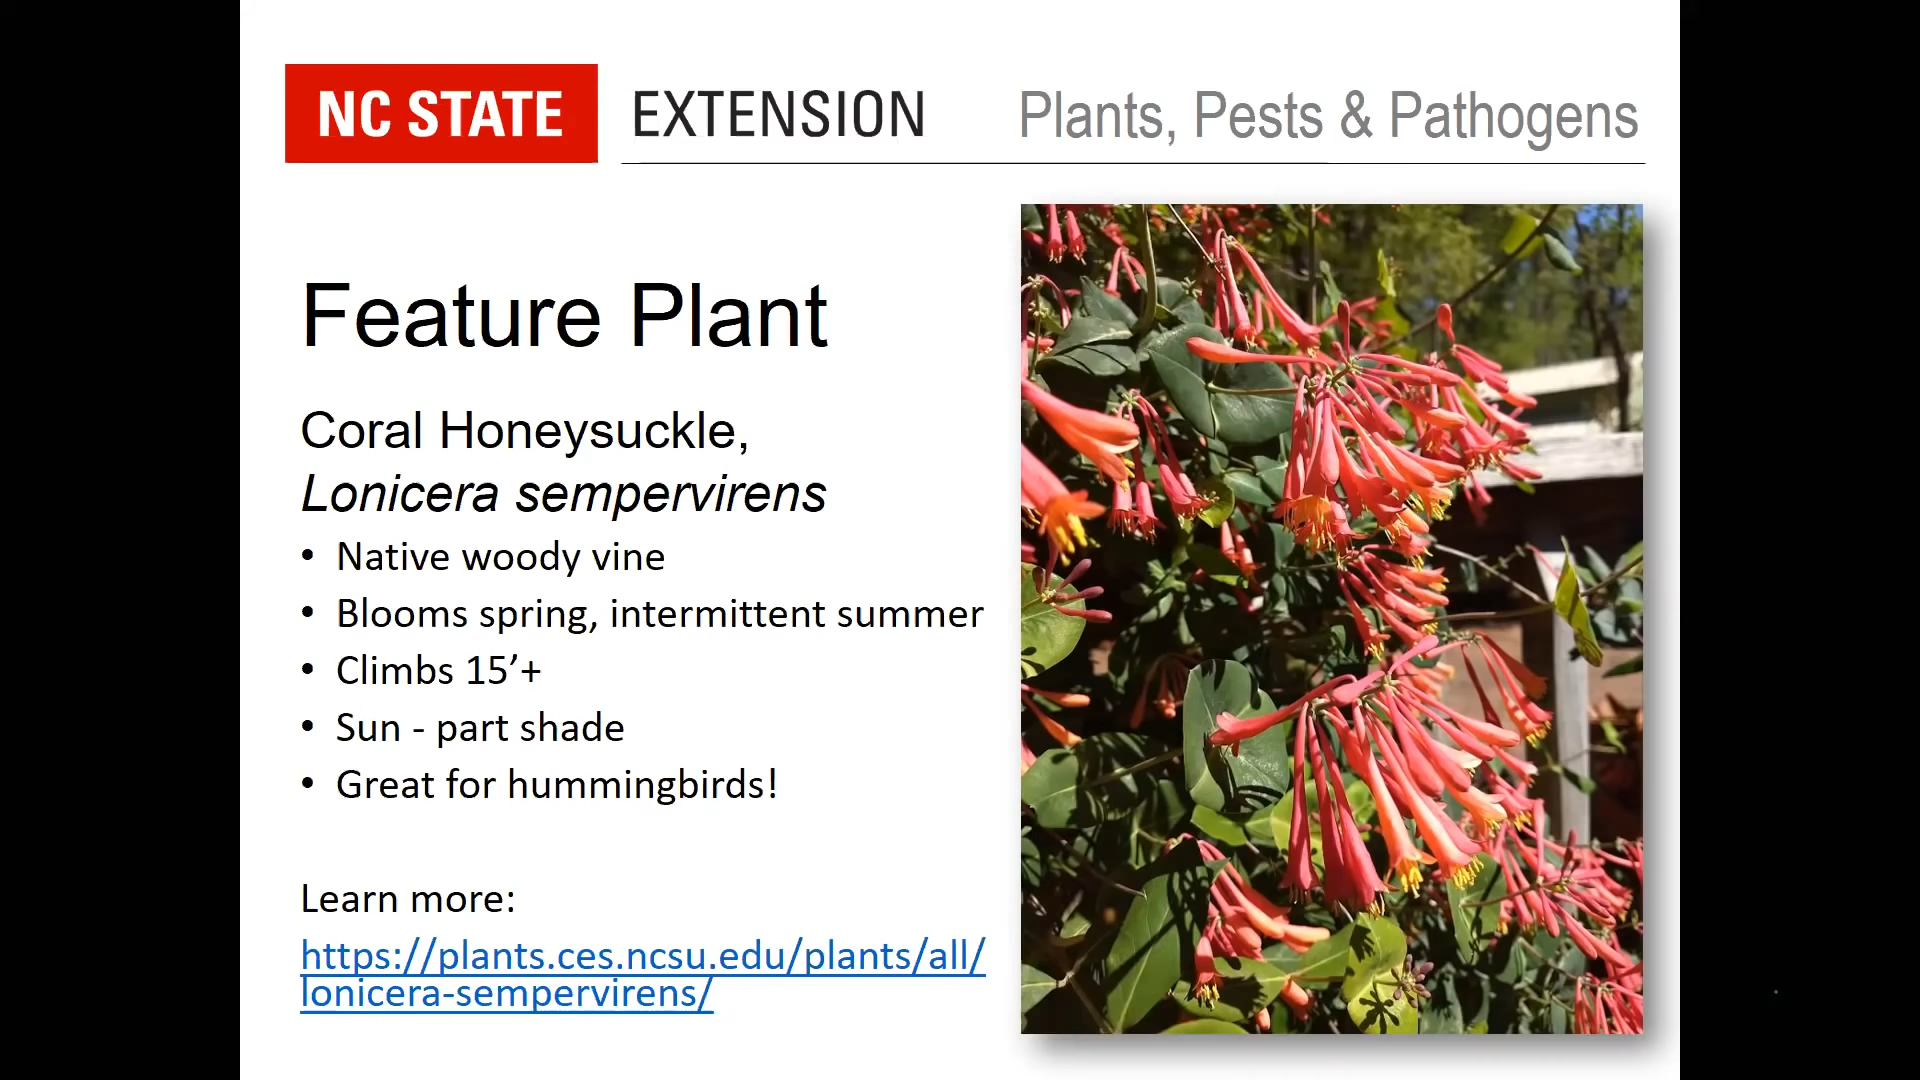 NC STATE EXTENSION Plants, Pests & Pathogens
Feature Plant
Coral Honeysuckle,
Lonicera sempervirens
• Native woody vine
• Blooms spring, intermittent summer
• Climbs 15’+
• Sun - part shade
• Great for hummingbirds!
Learn more:
https://plants.ces.ncsu.edu/plants/all/
lonicera-sempervirens/